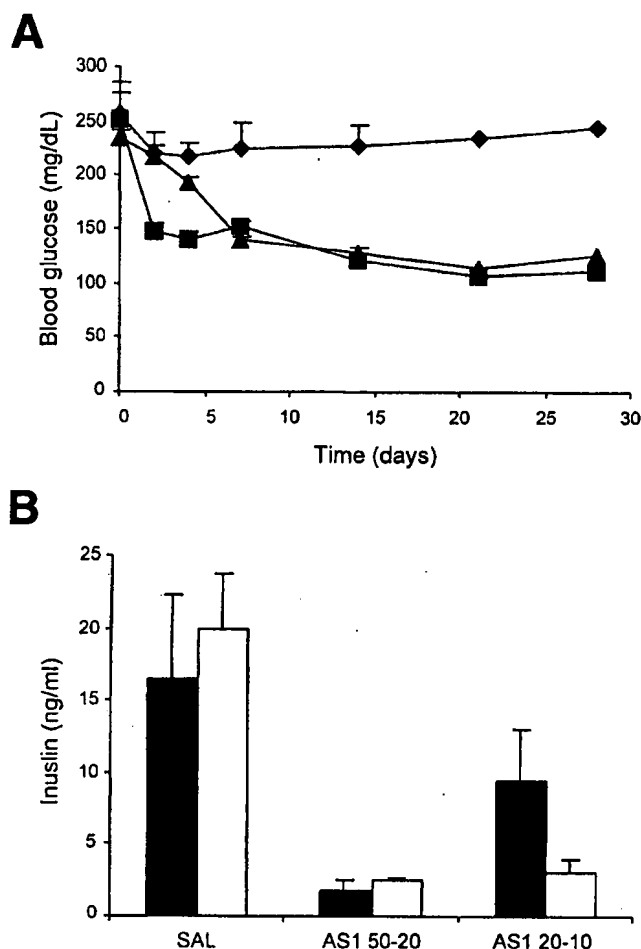 A
Blood glucose (mg/dL)
300
250
200
150
100
50
0
0 5 10 15 20 25 30
Time (days)
B
Inuslin (ng/ml)
25
20
15
10
5
0
SAL AS1 50-20 AS1 20-10